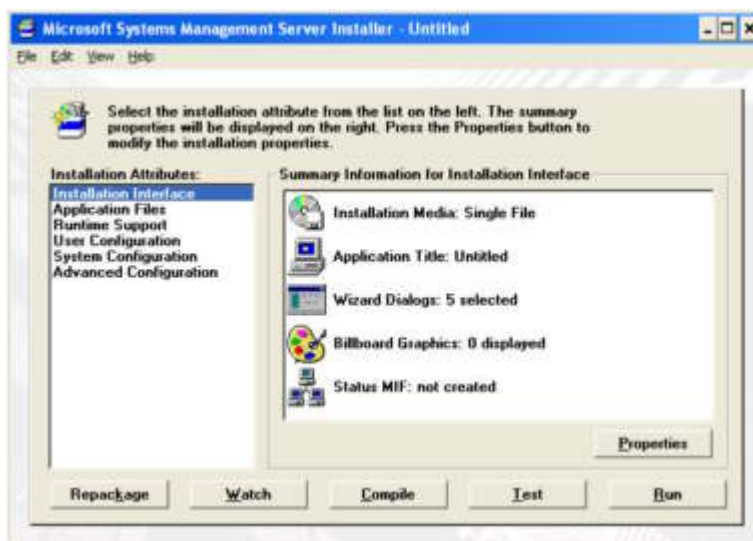 Microsoft Systems Management Server Installer - Untitled
File Edit View Help
Select the installation attribute from the list on the left. The summary
properties will be displayed on the right. Press the Properties button to
modify the installation properties.
Installation Attributes:
Installation Interface
Application Files
Runtime Support
User Configuration
System Configuration
Advanced Configuration
Summary Information for Installation Interface
Installation Media: Single File
Application Title: Untitled
Wizard Dialogs: 5 selected
Billboard Graphics: 0 displayed
Status MIF: not created
Properties
Repackage Watch Compile Test Run